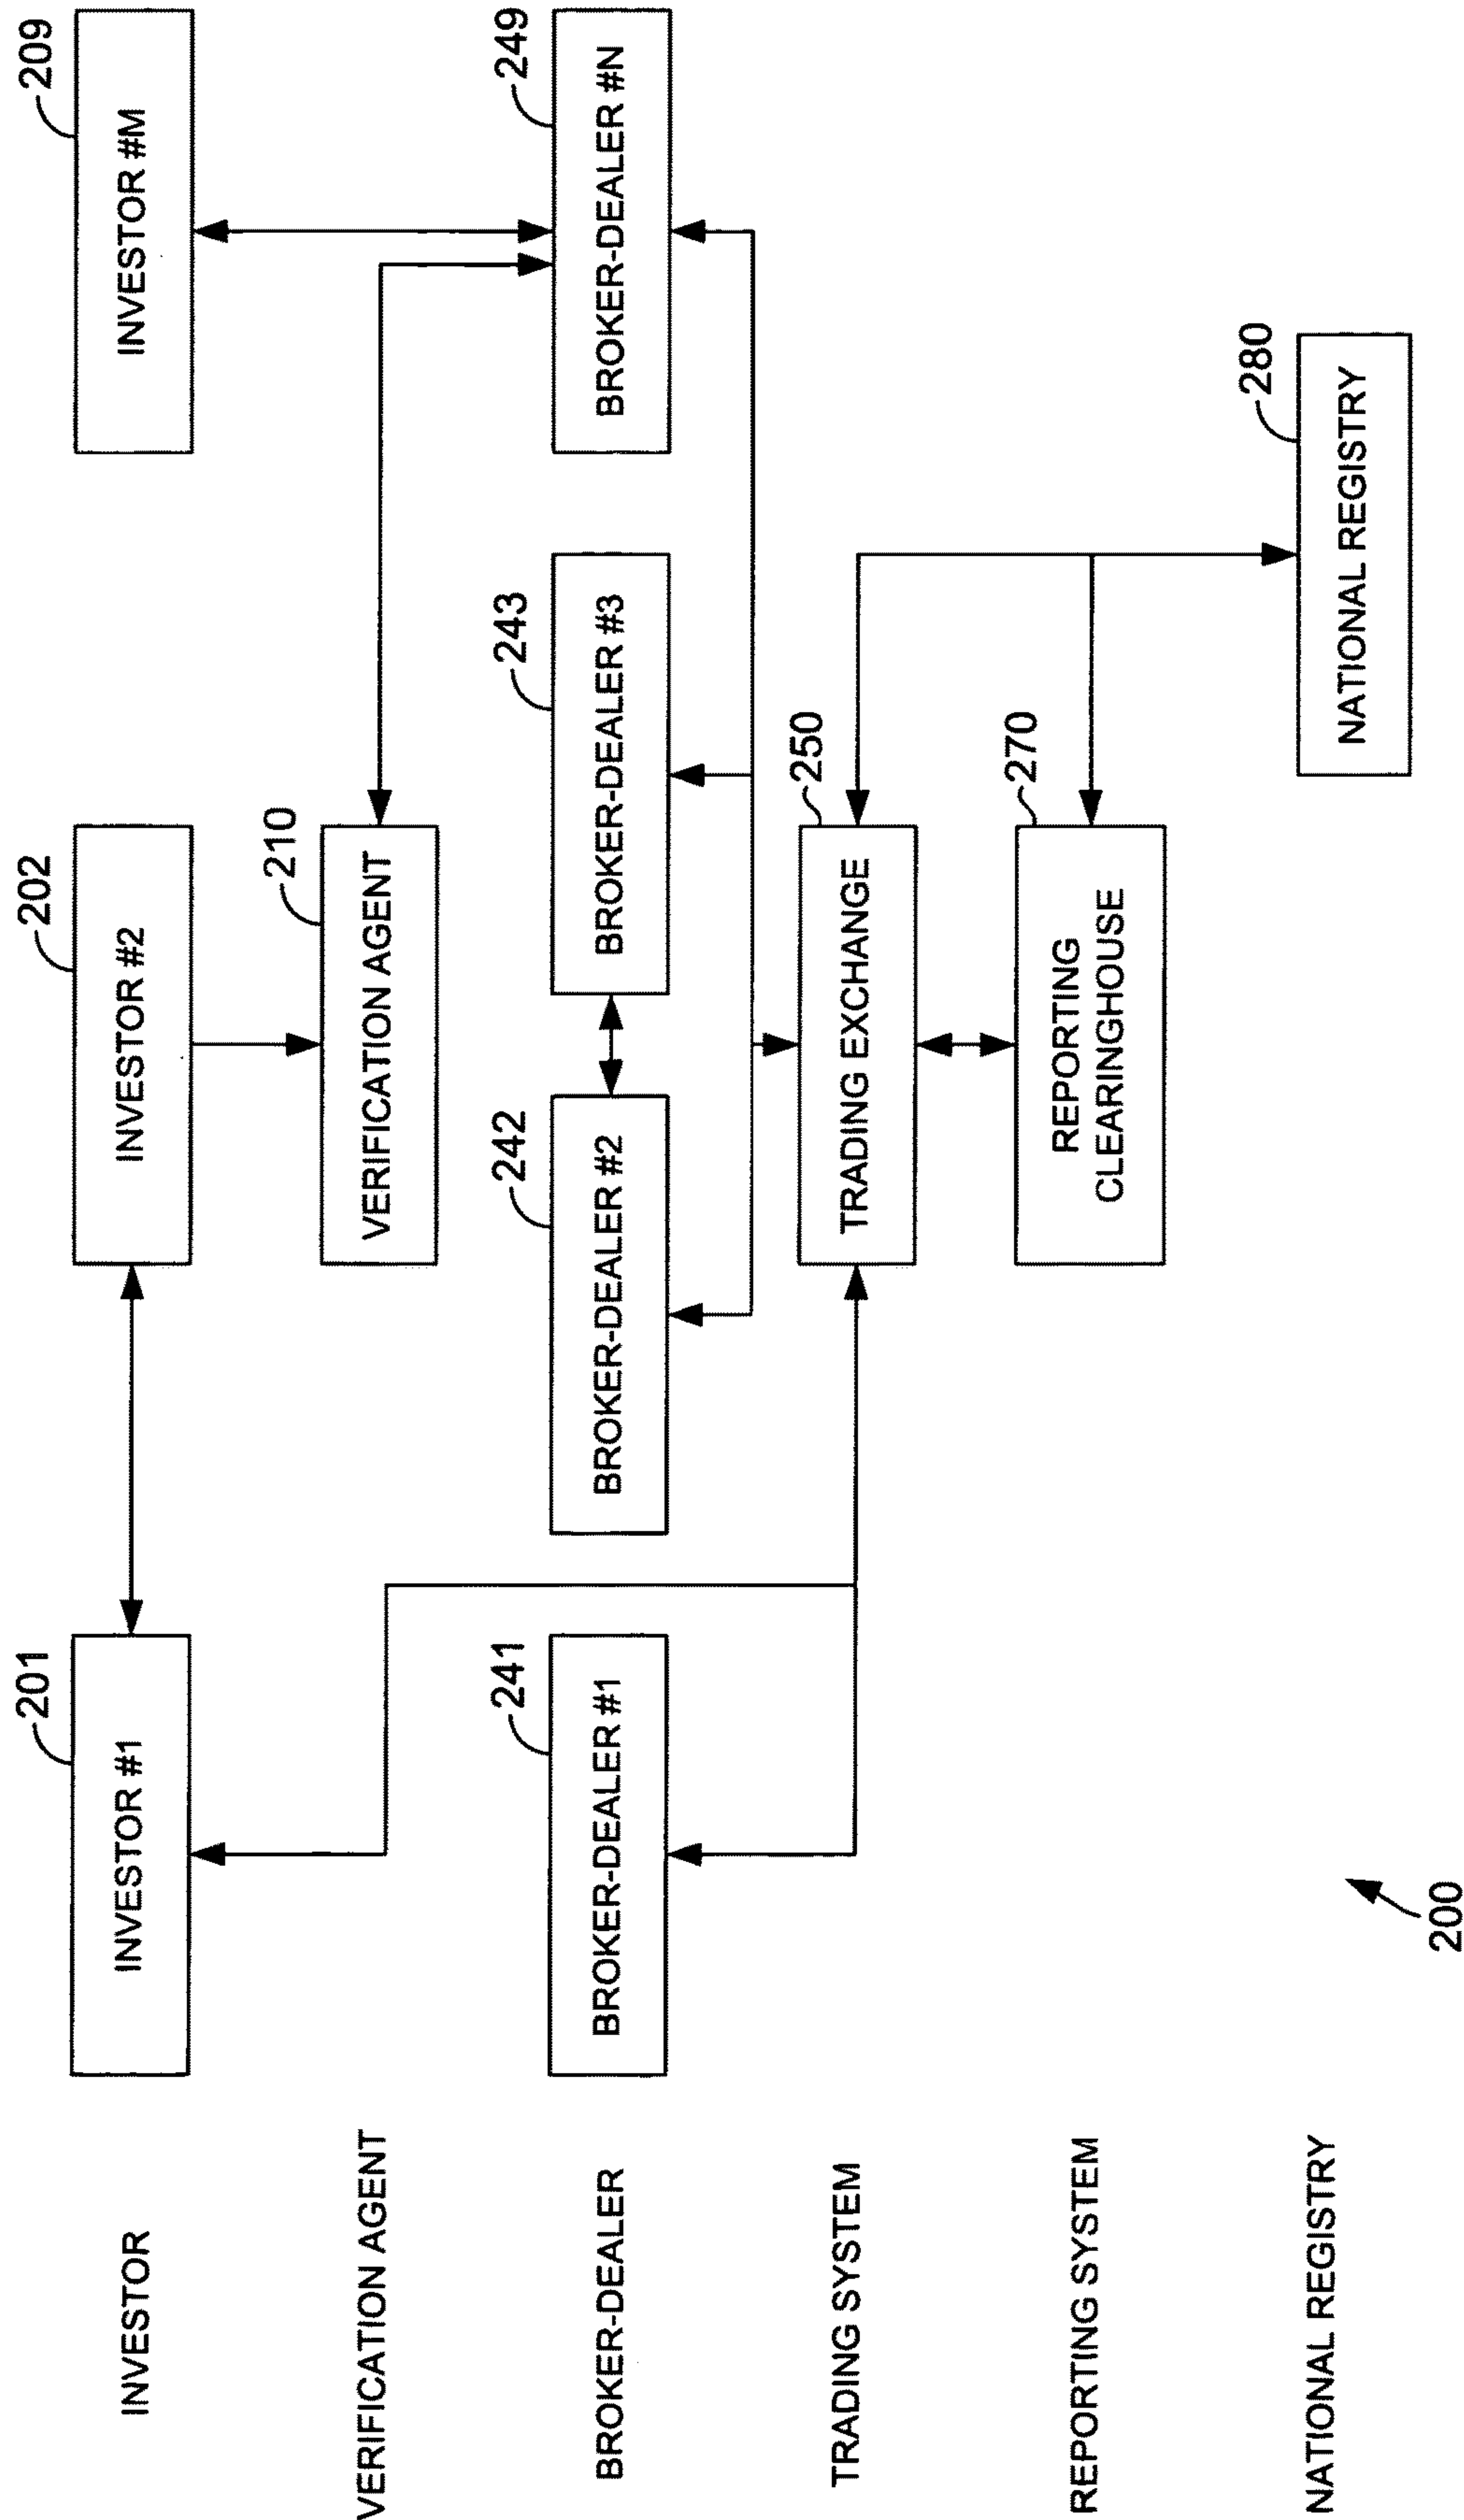 INVESTOR
201
INVESTOR #1
202
INVESTOR #2
209
INVESTOR #M
VERIFICATION AGENT
210
VERIFICATION AGENT
BROKER-DEALER
241
BROKER-DEALER #1
242
BROKER-DEALER #2
243
BROKER-DEALER #3
249
BROKER-DEALER #N
TRADING SYSTEM
250
TRADING EXCHANGE
REPORTING SYSTEM
270
REPORTING
CLEARINGHOUSE
NATIONAL REGISTRY
280
NATIONAL REGISTRY
200